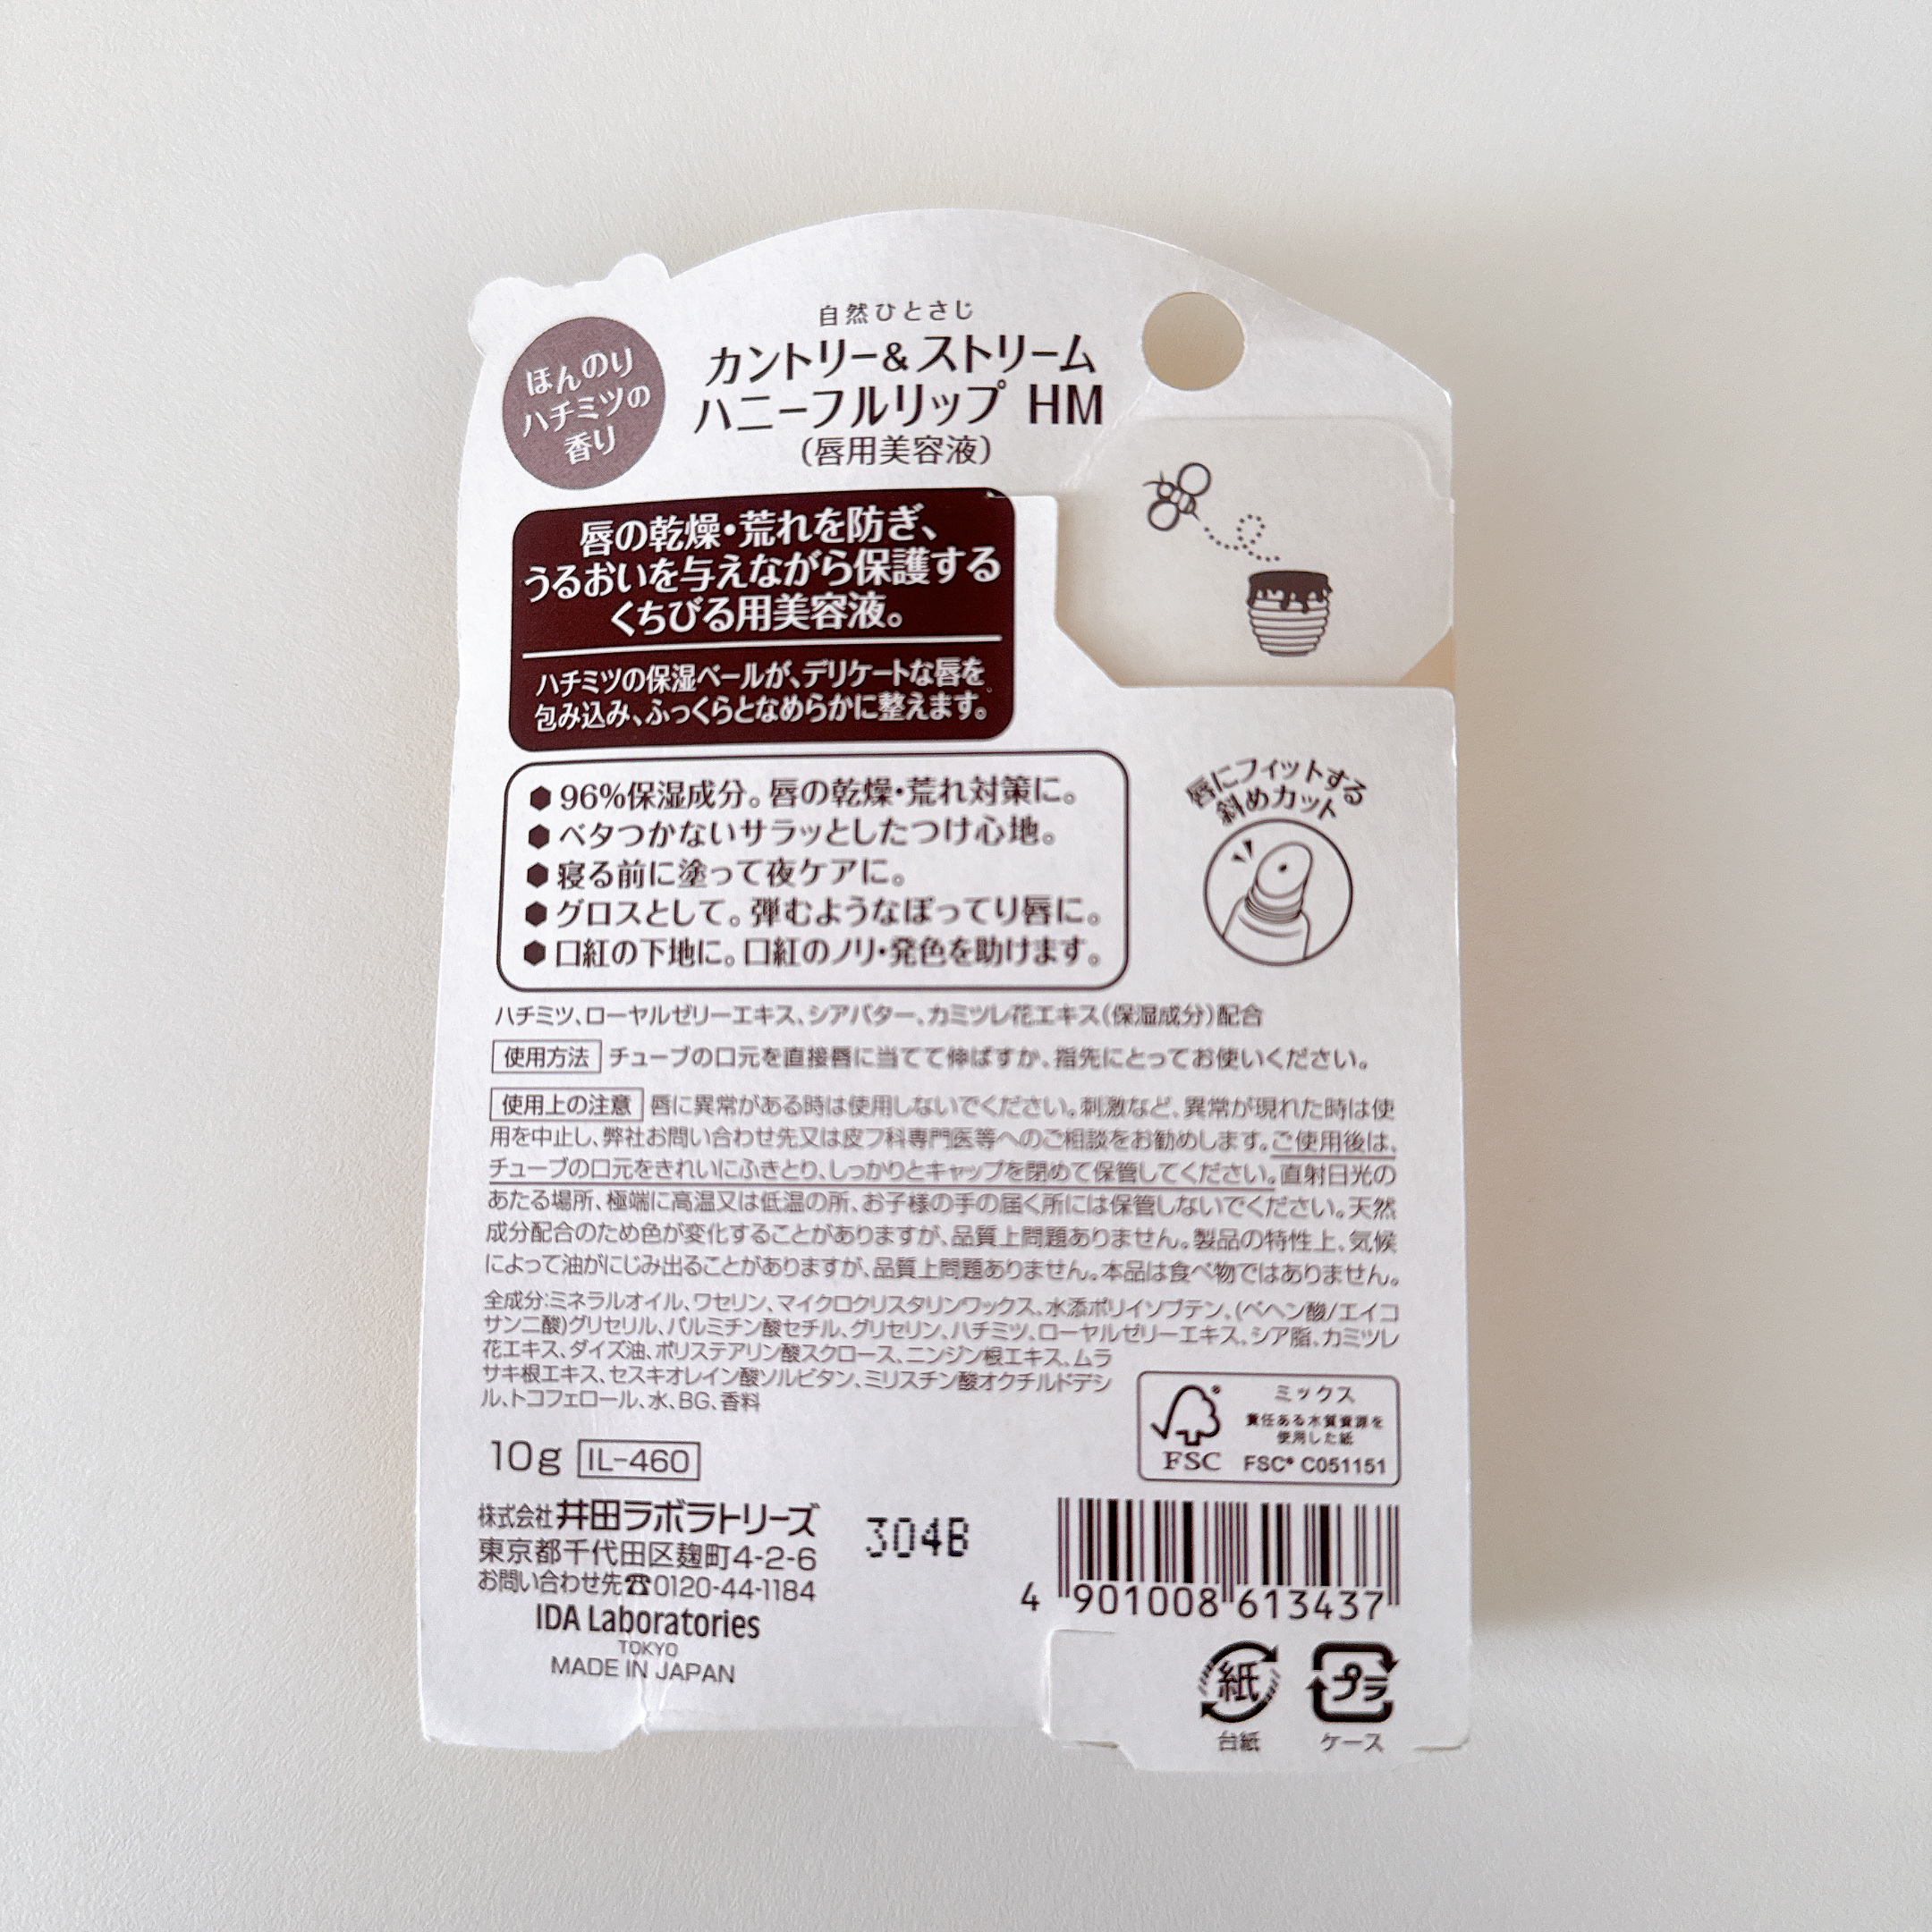 自然ひとさじ
カントリー&ストリーム
ハニーフルリップ HM
(唇用美容液)
ほんのり
ハチミツの
香り
唇の乾燥・荒れを防ぎ、
うるおいを与えながら保護する
くちびる用美容液。
ハチミツの保湿ベールが、デリケートな唇を
包み込み、ふっくらとなめらかに整えます。
●96%保湿成分。唇の乾燥・荒れ対策に。
●ベタつかないサラッとしたつけ心地。
●寝る前に塗って夜ケアに。
●グロスとして。弾むようなぽってり唇に。
●口紅の下地に。口紅のノリ・発色を助けます。
唇にフィットする
斜めカット
ハチミツ、ローヤルゼリーエキス、シアバター、カミツレ花エキス(保湿成分)配合
使用方法 チューブの口元を直接唇に当てて伸ばすか、指先にとってお使いください。
使用上の注意 唇に異常がある時は使用しないでください。刺激など、異常が現れた時は使
用を中止し、弊社お問い合わせ先又は皮フ科専門医等へのご相談をお勧めします。ご使用後は、
チューブの口元をきれいにふきとり、しっかりとキャップを閉めて保管してください。直射日光の
あたる場所、極端に高温又は低温の所、お子様の手の届く所には保管しないでください。天然
成分配合のため色が変化することがありますが、品質上問題ありません。製品の特性上、気候
によって油がにじみ出ることがありますが、品質上問題ありません。本品は食べ物ではありません。
全成分:ミネラルオイル、ワセリン、マイクロクリスタリンワックス、水添ポリイソブテン、(ベヘン酸/エイコ
サン二酸)グリセリル、パルミチン酸セチル、グリセリン、ハチミツ、ローヤルゼリーエキス、シア脂、カミツレ
花エキス、ダイズ油、ポリステアリン酸スクロース、ニンジン根エキス、ムラ
サキ根エキス、セスキオレイン酸ソルビタン、ミリスチン酸オクチルドデシ
ル、トコフェロール、水、BG、香料
ミックス
責任ある木質資源を
使用した紙
FSC
FSC® C051151
10g IL-460
株式会社 井田ラボラトリーズ
東京都千代田区麹町4-2-6
お問い合わせ先☎0120-44-1184
IDA Laboratories
TOKYO
MADE IN JAPAN
304B
4 901008 613437
紙
台紙
プラ
ケース